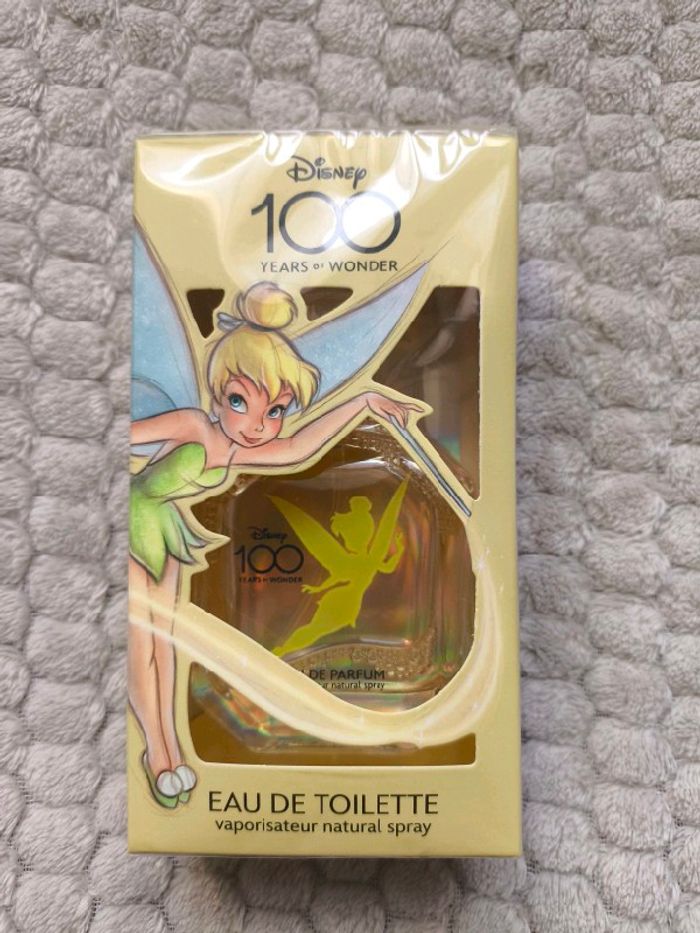 Disney
100
YEARS OF WONDER
Disney
100
YEARS OF WONDER
DE PARFUM
natural spray
EAU DE TOILETTE
vaporisateur natural spray